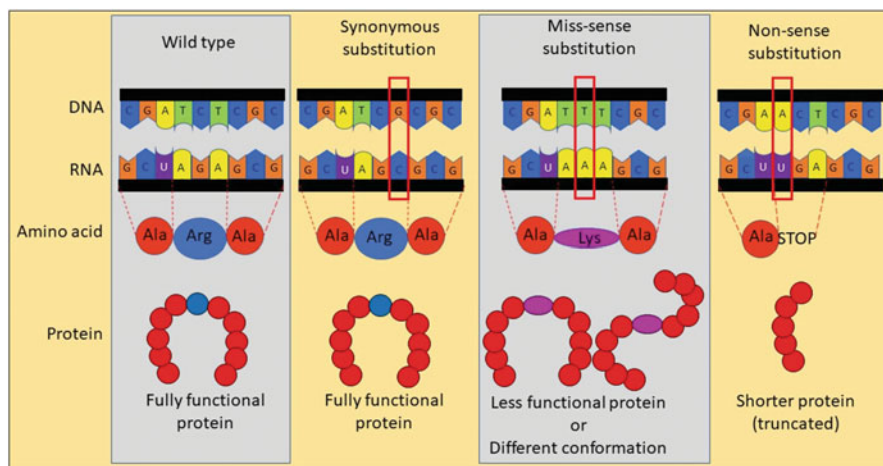 Wild type
Synonymous
substitution
Miss-sense
substitution
Non-sense
substitution
DNA
C G A T C T C G C
C G A T C G C G C
C G A T T T C G C
C G A A C T C G C
RNA
G C U A G A G C G
G C U A G C G C G
G C U A A A G C G
G C U U G A G C G
Amino acid
Ala Arg Ala
Ala Arg Ala
Ala Lys Ala
Ala STOP
Protein
Fully functional
protein
Fully functional
protein
Less functional protein
or
Different conformation
Shorter protein
(truncated)